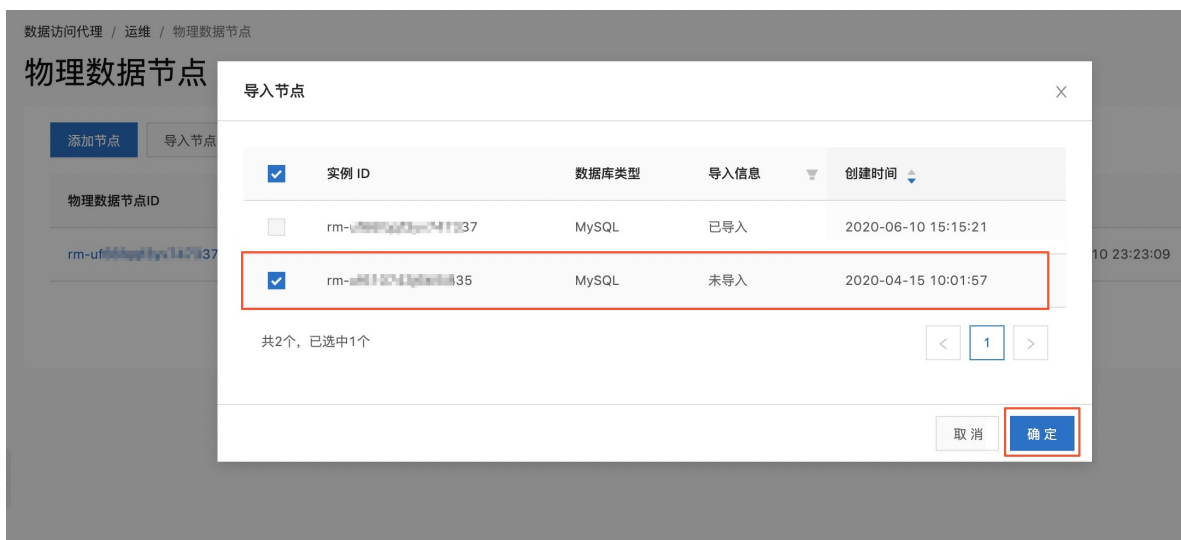 数据访问代理 / 运维 / 物理数据节点
物理数据节点
导入节点
添加节点 导入节点
实例 ID 数据库类型 导入信息 创建时间
物理数据节点ID
rm- 37 MySQL 已导入 2020-06-10 15:15:21
rm-uf 37 10 23:23:09
rm- 835 MySQL 未导入 2020-04-15 10:01:57
共2个，已选中1个
< 1 >
取 消 确 定